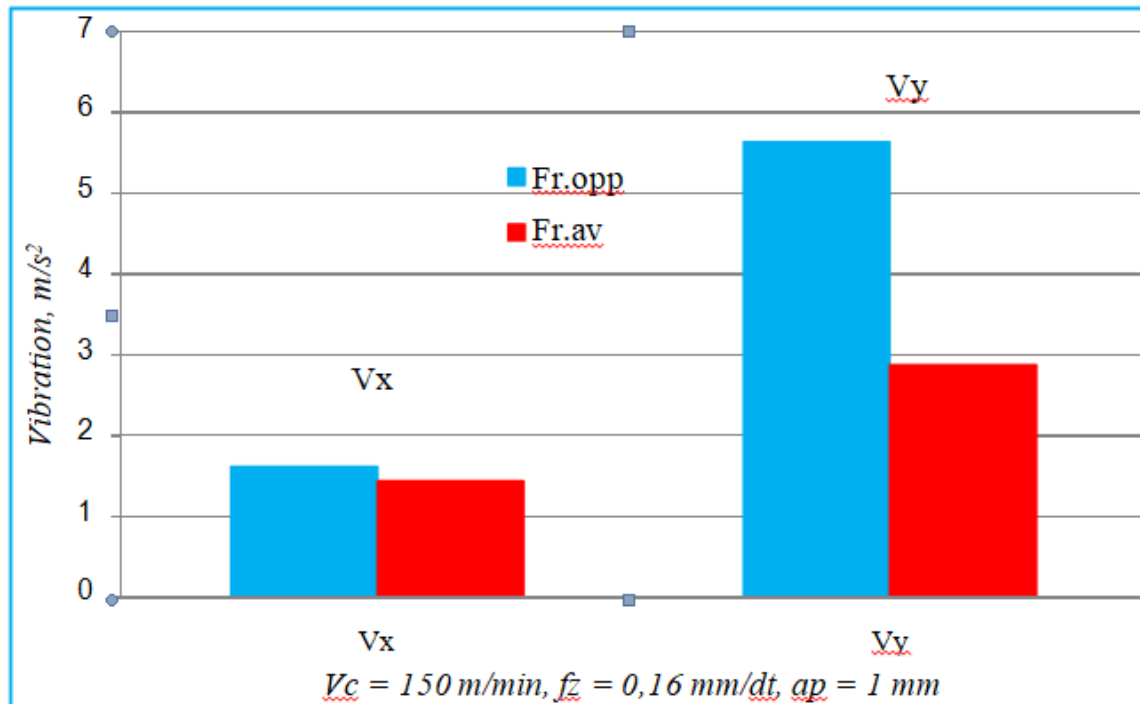 7
6
5
4
3
2
1
0
Vibration, m/s²
Vy
Fr.opp
Fr.av
Vx
Vx
Vy
Vc = 150 m/min, fz = 0,16 mm/dt, ap = 1 mm